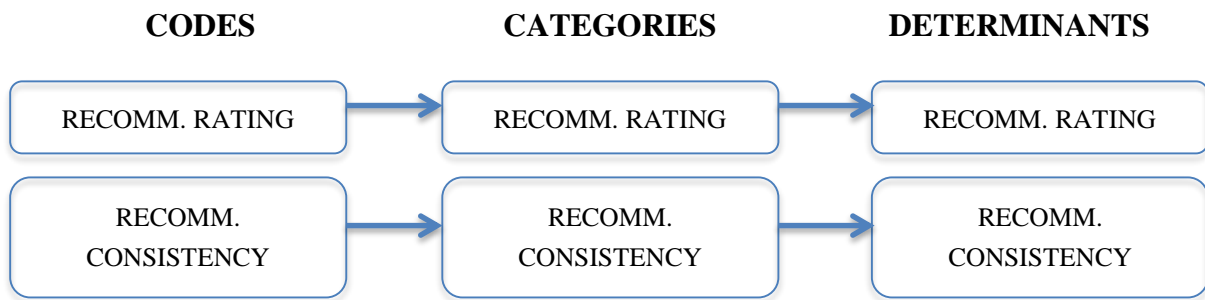 CODES CATEGORIES DETERMINANTS
RECOMM. RATING RECOMM. RATING RECOMM. RATING
RECOMM. CONSISTENCY RECOMM. CONSISTENCY RECOMM. CONSISTENCY